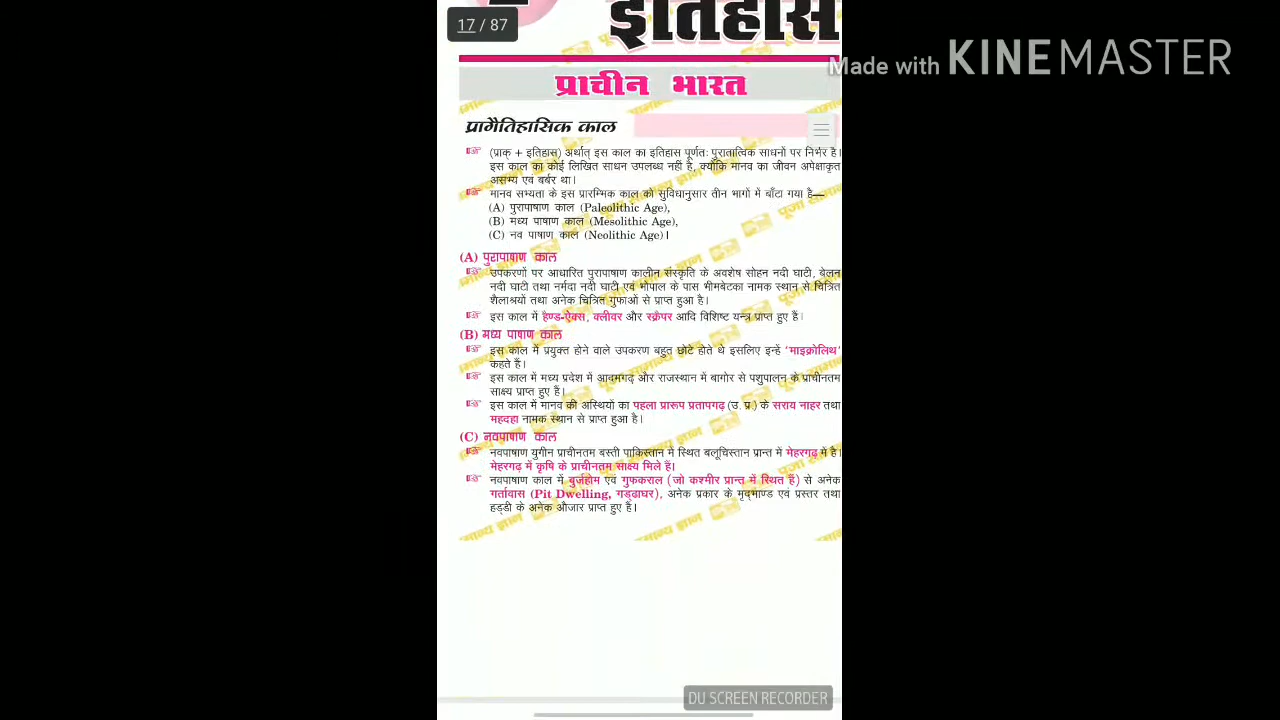 17 / 87
इतिहास
Made with KINEMASTER
प्राचीन भारत
प्रागैतिहासिक काल
(प्राक् + इतिहास) अर्थात् इस काल का इतिहास पूर्णतः पुरातात्विक साधनों पर निर्भर है।
इस काल का कोई लिखित साधन उपलब्ध नहीं है, क्योंकि मानव का जीवन अपेक्षाकृत
असभ्य एवं बर्बर था।
मानव सभ्यता के इस प्रारम्भिक काल को सुविधानुसार तीन भागों में बाँटा गया है—
(A) पुरापाषाण काल (Paleolithic Age),
(B) मध्य पाषाण काल (Mesolithic Age),
(C) नव पाषाण काल (Neolithic Age)।
(A) पुरापाषाण काल
उपकरणों पर आधारित पुरापाषाण कालीन संस्कृति के अवशेष सोहन नदी घाटी, बेलन
नदी घाटी तथा नर्मदा नदी घाटी एवं भोपाल के पास भीमबेटका नामक स्थान से चित्रित
शैलाश्रयों तथा अनेक चित्रित गुफाओं से प्राप्त हुआ है।
इस काल में हैण्ड-ऐक्स, क्लीवर और स्क्रैपर आदि विशिष्ट यन्त्र प्राप्त हुए हैं।
(B) मध्य पाषाण काल
इस काल में प्रयुक्त होने वाले उपकरण बहुत छोटे होते थे इसलिए इन्हें 'माइक्रोलिथ'
कहते हैं।
इस काल में मध्य प्रदेश में आदमगढ़ और राजस्थान में बागोर से पशुपालन के प्राचीनतम
साक्ष्य प्राप्त हुए हैं।
इस काल में मानव की अस्थियों का पहला प्रारूप प्रतापगढ़ (उ. प्र.) के सराय नाहर तथा
महदहा नामक स्थान से प्राप्त हुआ है।
(C) नवपाषाण काल
नवपाषाण युगीन प्राचीनतम बस्ती पाकिस्तान में स्थित बलूचिस्तान प्रान्त में मेहरगढ़ में है।
मेहरगढ़ में कृषि के प्राचीनतम साक्ष्य मिले हैं।
नवपाषाण काल में बुर्जहोम एवं गुफकराल (जो कश्मीर प्रान्त में स्थित हैं) से अनेक
गर्तावास (Pit Dwelling, गड्ढाघर), अनेक प्रकार के मृद्भाण्ड एवं प्रस्तर तथा
हड्डी के अनेक औजार प्राप्त हुए हैं।
DU SCREEN RECORDER